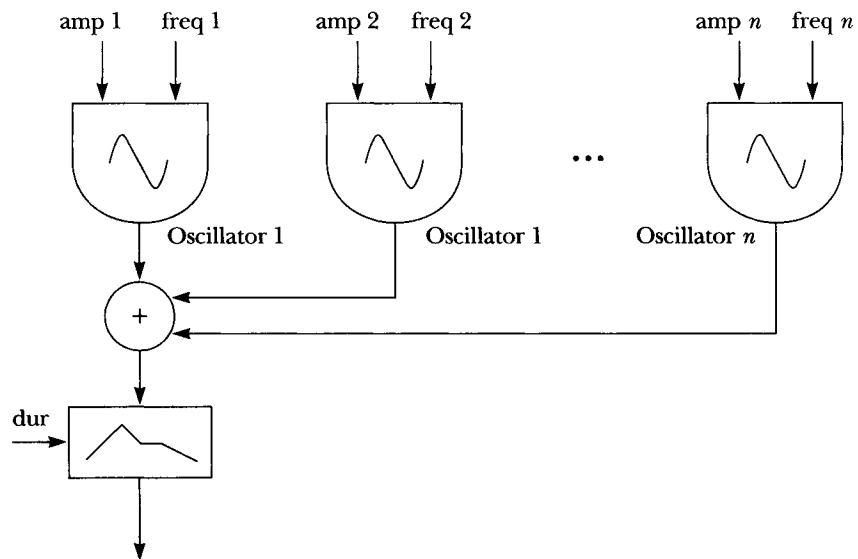 amp 1 freq 1 amp 2 freq 2 amp n freq n
...
Oscillator 1 Oscillator 1 Oscillator n
+
dur